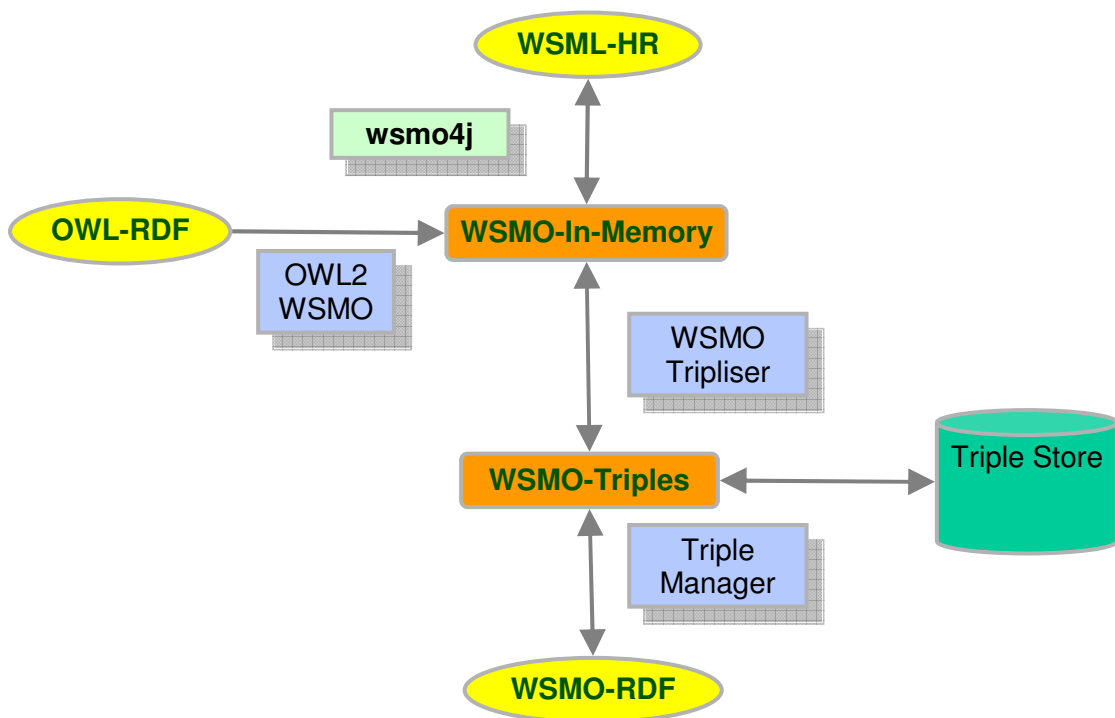 WSML-HR
wsmo4j
OWL-RDF
WSMO-In-Memory
OWL2
WSMO
WSMO
Tripliser
Triple Store
WSMO-Triples
Triple
Manager
WSMO-RDF